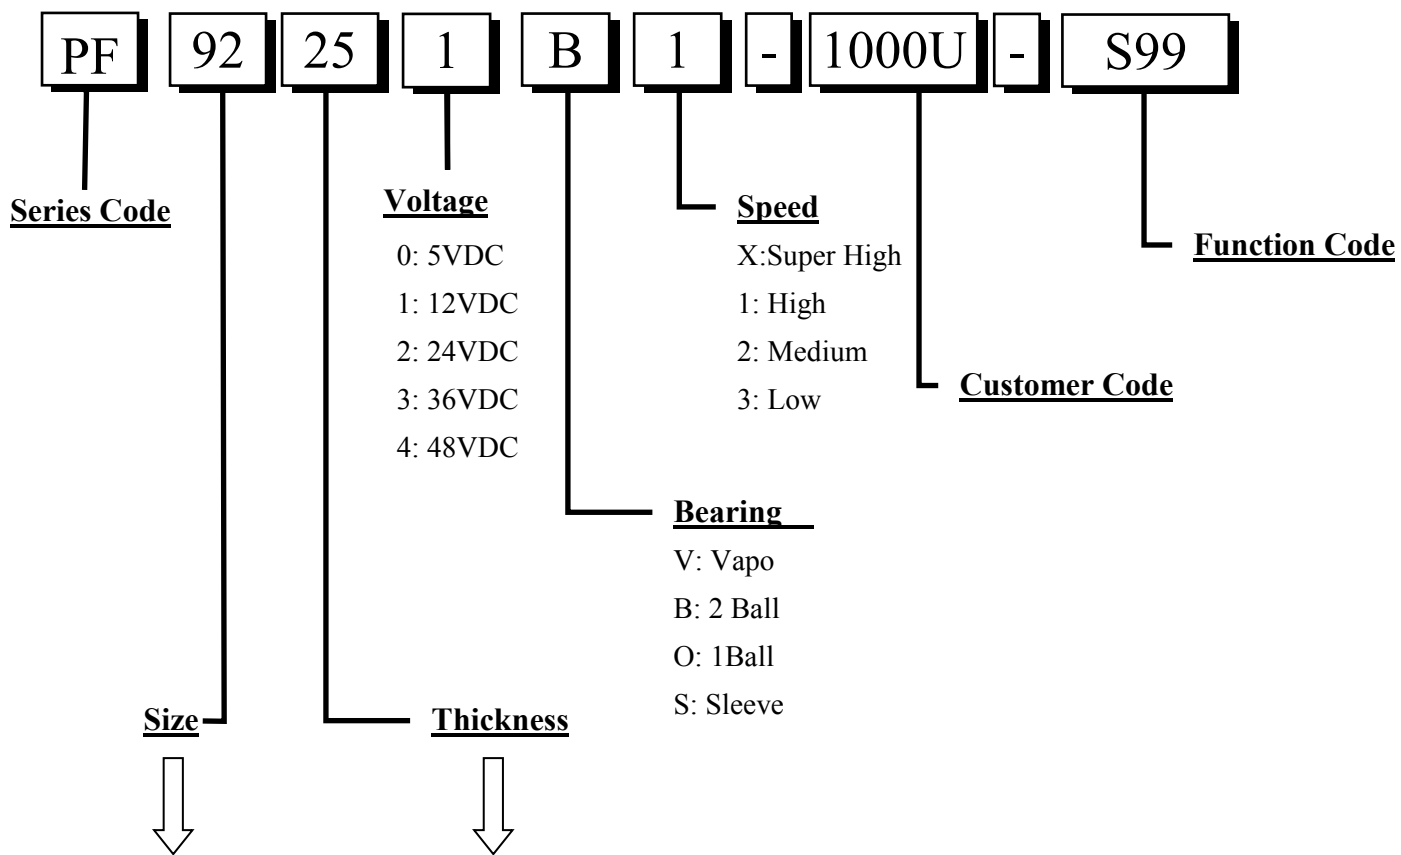 PF 92 25 1 B 1 - 1000U - S99
Series Code
Voltage
0: 5VDC
1: 12VDC
2: 24VDC
3: 36VDC
4: 48VDC
Speed
X:Super High
1: High
2: Medium
3: Low
Function Code
Customer Code
Bearing
V: Vapo
B: 2 Ball
O: 1Ball
S: Sleeve
Size
Thickness